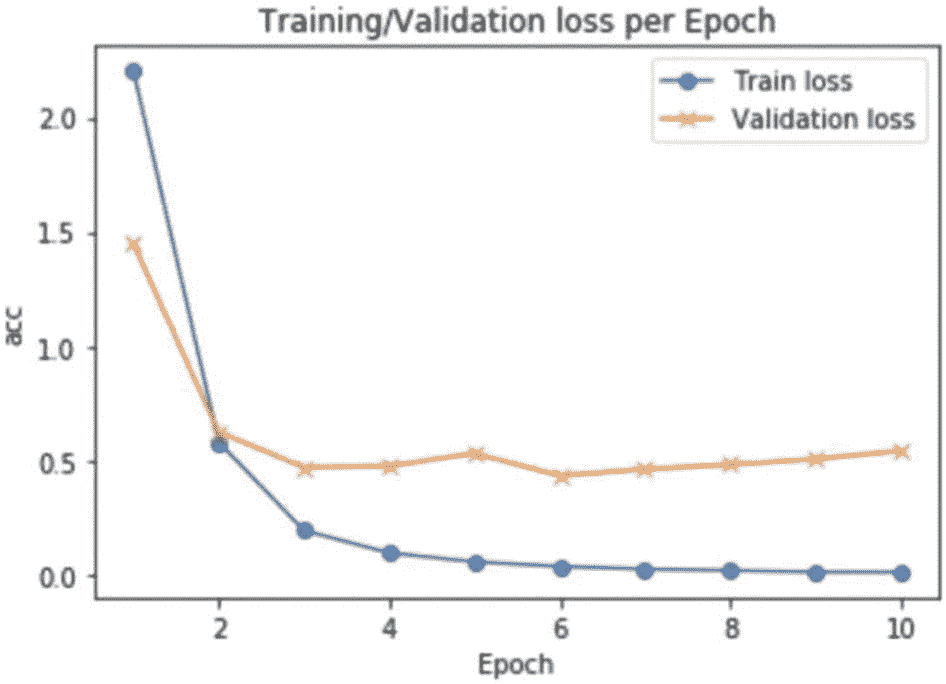 Training/Validation loss per Epoch
Train loss
Validation loss
2.0
1.5
1.0
0.5
0.0
acc
2 4 6 8 10
Epoch